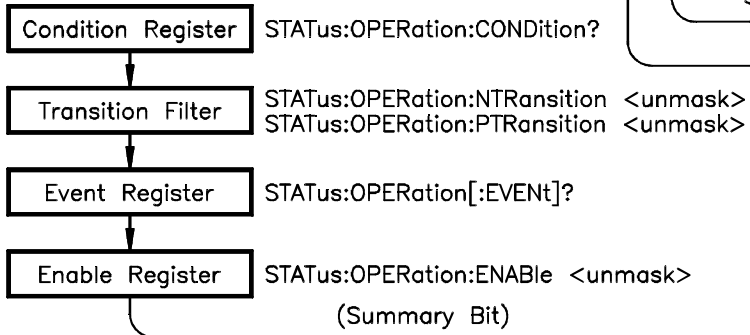 Condition Register STATus:OPERation:CONDition?
Transition Filter STATus:OPERation:NTRansition <unmask>
STATus:OPERation:PTRansition <unmask>
Event Register STATus:OPERation[:EVENt]?
Enable Register STATus:OPERation:ENABle <unmask>
(Summary Bit)